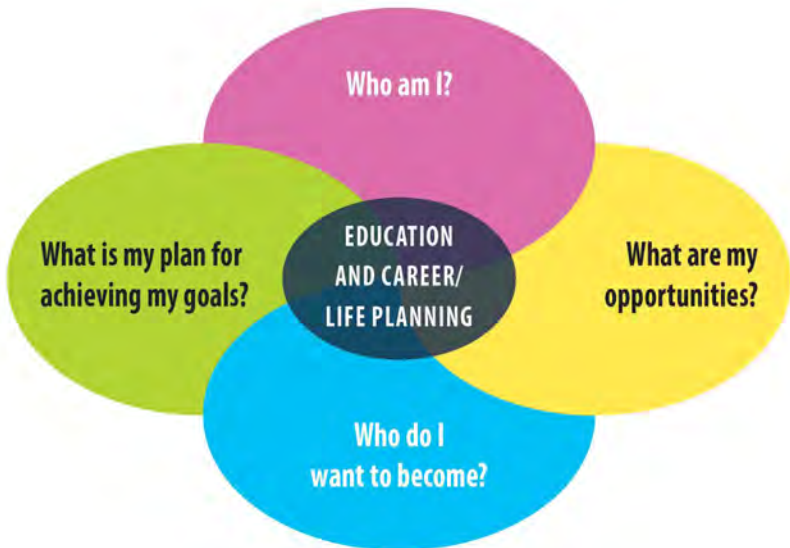 Who am I?
What is my plan for
achieving my goals?
EDUCATION
AND CAREER/
LIFE PLANNING
What are my
opportunities?
Who do I
want to become?